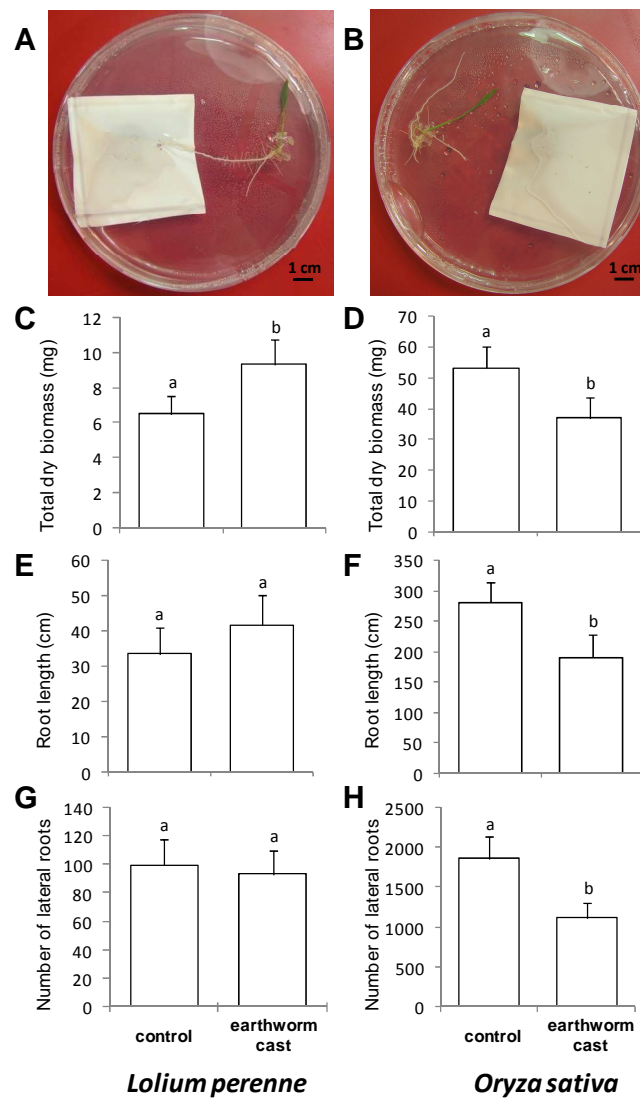 A
B
1 cm
1 cm
C
Total dry biomass (mg)
12
10
8
6
4
2
0
a
b
D
Total dry biomass (mg)
70
60
50
40
30
20
10
0
a
b
E
Root length (cm)
60
50
40
30
20
10
0
a
a
F
Root length (cm)
350
300
250
200
150
100
50
0
a
b
G
Number of lateral roots
140
120
100
80
60
40
20
0
a
a
control
earthworm
cast
Lolium perenne
H
Number of lateral roots
2500
2000
1500
1000
500
0
a
b
control
earthworm
cast
Oryza sativa